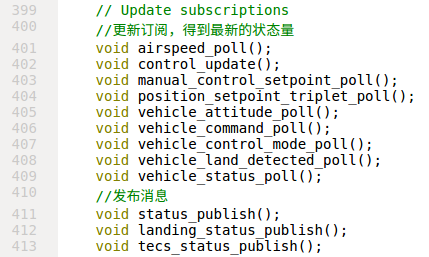 399 // Update subscriptions
400 //更新订阅，得到最新的状态量
401 void airspeed_poll();
402 void control_update();
403 void manual_control_setpoint_poll();
404 void position_setpoint_triplet_poll();
405 void vehicle_attitude_poll();
406 void vehicle_command_poll();
407 void vehicle_control_mode_poll();
408 void vehicle_land_detected_poll();
409 void vehicle_status_poll();
410 //发布消息
411 void status_publish();
412 void landing_status_publish();
413 void tecs_status_publish();